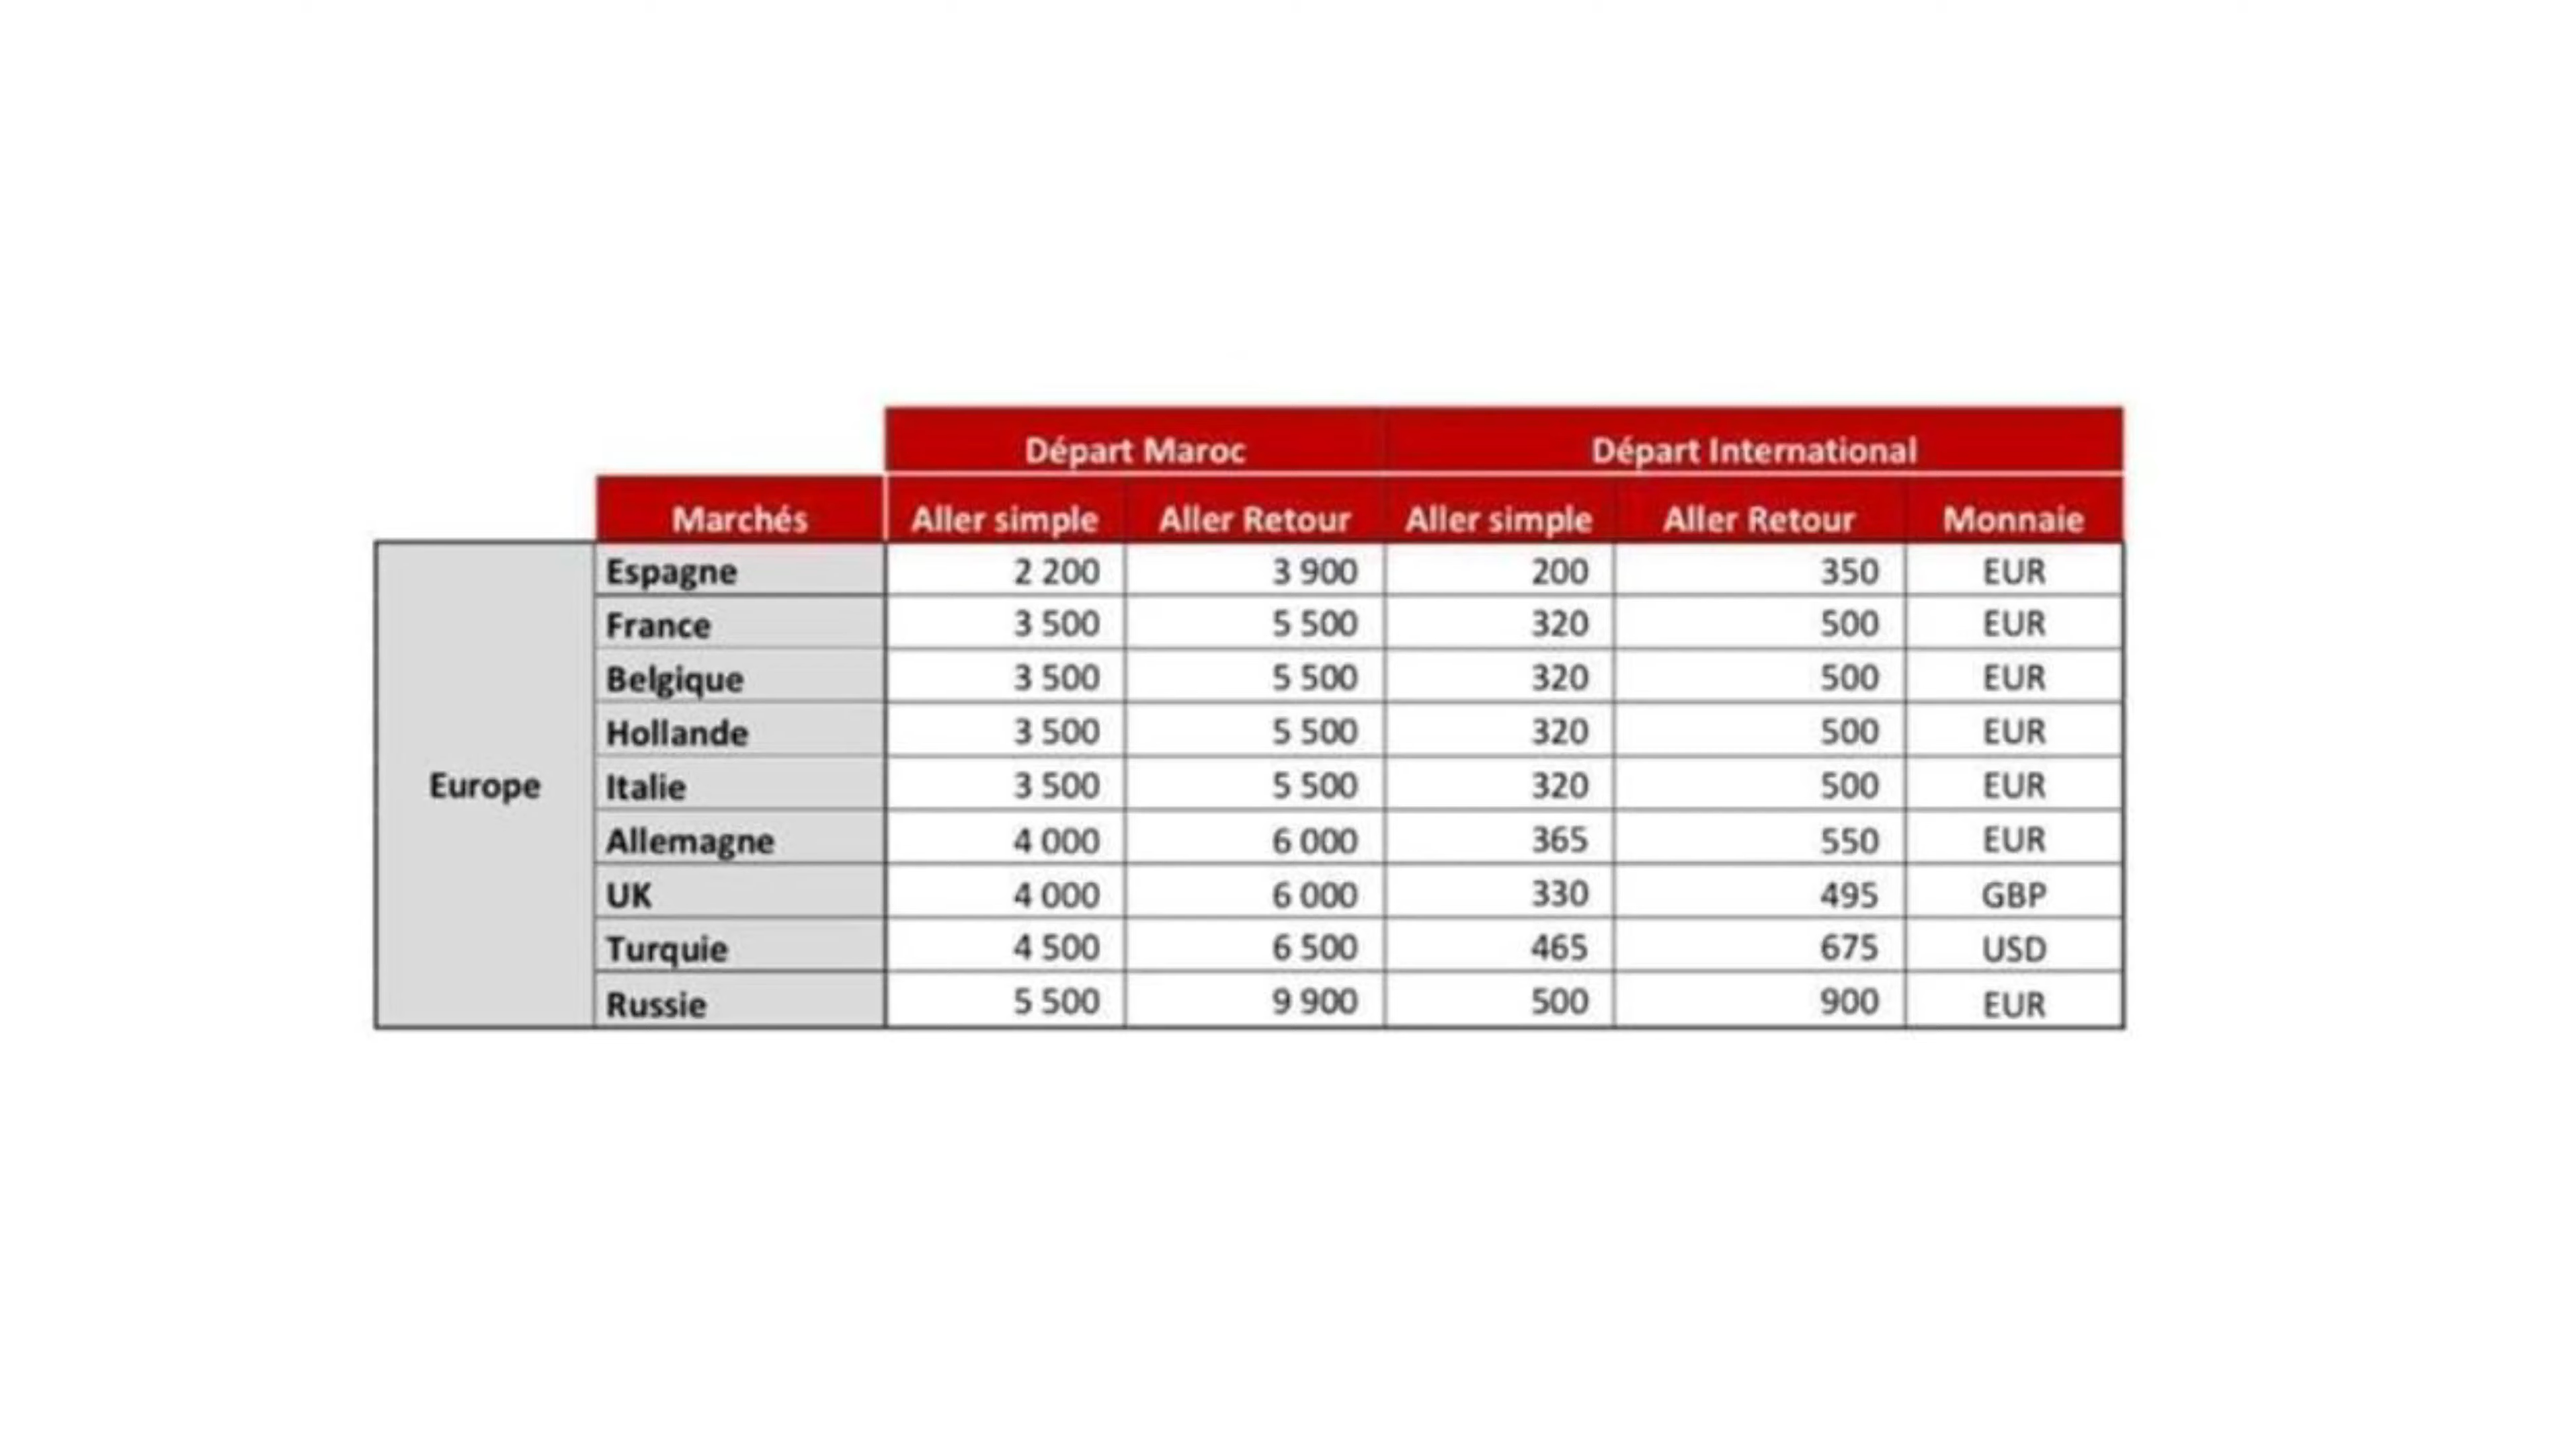 Départ Maroc Départ International
Marchés Aller simple Aller Retour Aller simple Aller Retour Monnaie
Espagne 2 200 3 900 200 350 EUR
France 3 500 5 500 320 500 EUR
Belgique 3 500 5 500 320 500 EUR
Hollande 3 500 5 500 320 500 EUR
Europe Italie 3 500 5 500 320 500 EUR
Allemagne 4 000 6 000 365 550 EUR
UK 4 000 6 000 330 495 GBP
Turquie 4 500 6 500 465 675 USD
Russie 5 500 9 900 500 900 EUR